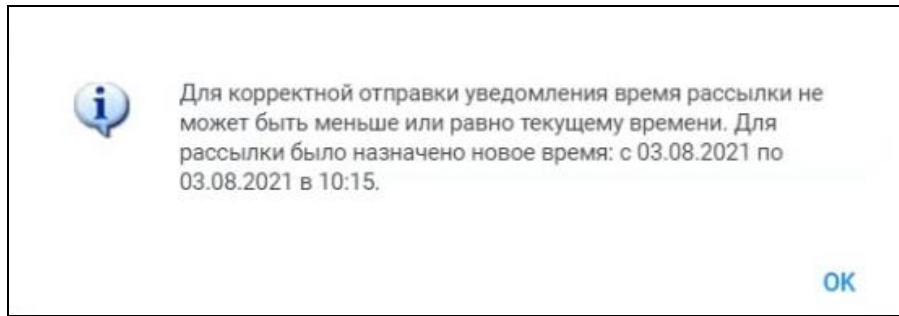 Для корректной отправки уведомления время рассылки не
может быть меньше или равно текущему времени. Для
рассылки было назначено новое время: с 03.08.2021 по
03.08.2021 в 10:15.
OK